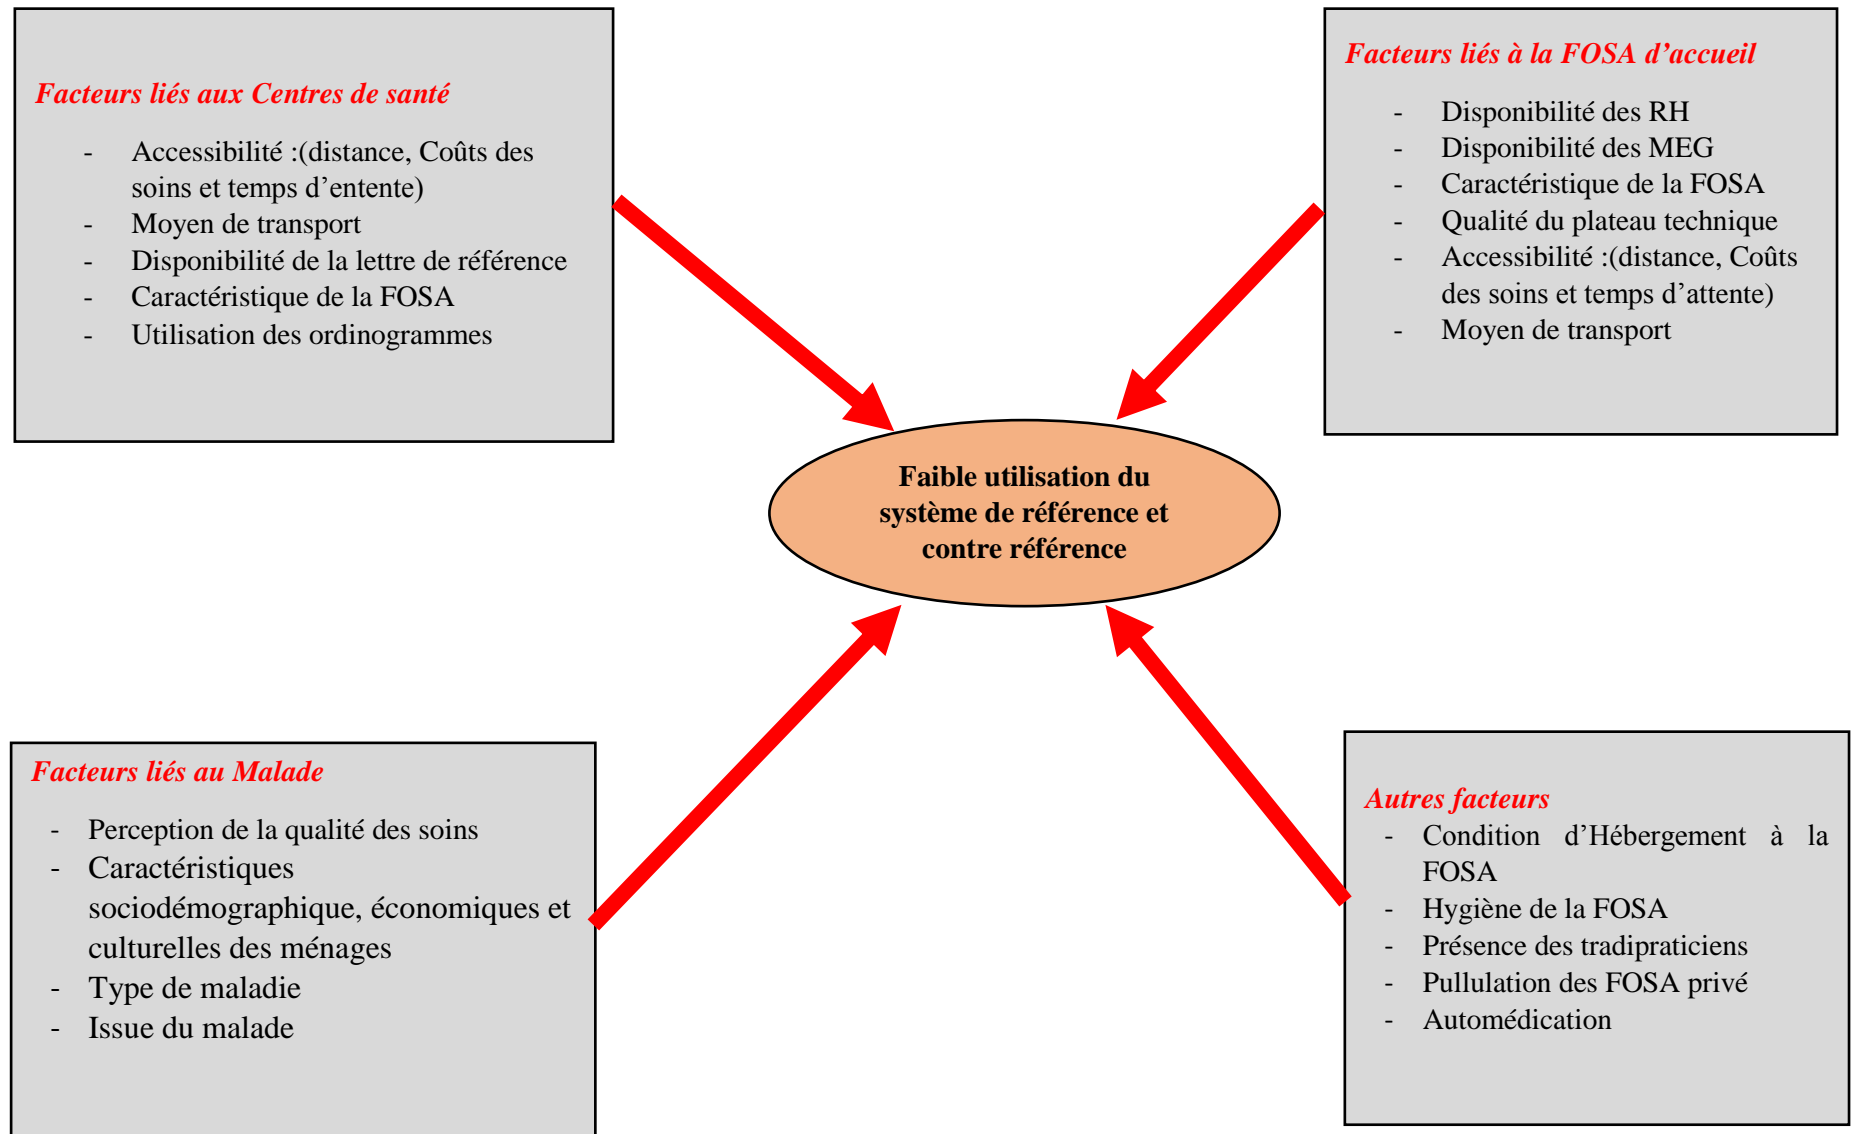 Facteurs liés aux Centres de santé
- Accessibilité :(distance, Coûts des
soins et temps d’entente)
- Moyen de transport
- Disponibilité de la lettre de référence
- Caractéristique de la FOSA
- Utilisation des ordinogrammes
Facteurs liés à la FOSA d’accueil
- Disponibilité des RH
- Disponibilité des MEG
- Caractéristique de la FOSA
- Qualité du plateau technique
- Accessibilité :(distance, Coûts
des soins et temps d’attente)
- Moyen de transport
Faible utilisation du
système de référence et
contre référence
Facteurs liés au Malade
- Perception de la qualité des soins
- Caractéristiques
sociodémographique, économiques et
culturelles des ménages
- Type de maladie
- Issue du malade
Autres facteurs
- Condition d’Hébergement à la
FOSA
- Hygiène de la FOSA
- Présence des tradipraticiens
- Pullulation des FOSA privé
- Automédication